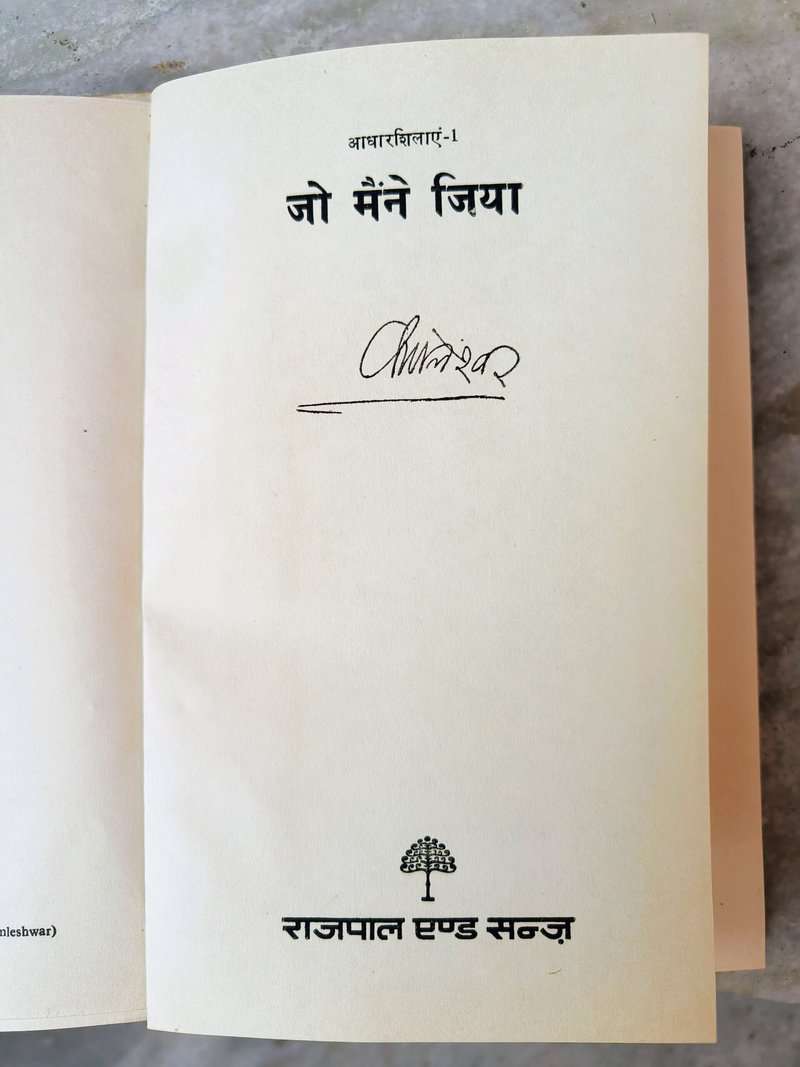 आधारशिलाएं-1
जो मैंने जिया
कमलेश्वर
राजपाल एण्ड सन्ज़
mleshwar)